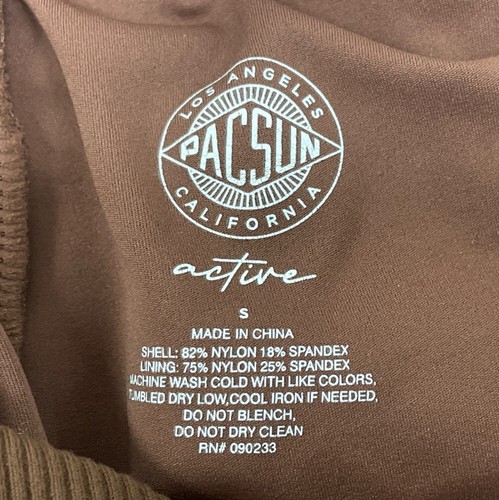 LOS ANGELES
PACSUN
CALIFORNIA
active
S
MADE IN CHINA
SHELL: 82% NYLON 18% SPANDEX
LINING: 75% NYLON 25% SPANDEX
MACHINE WASH COLD WITH LIKE COLORS,
TUMBLED DRY LOW,COOL IRON IF NEEDED,
DO NOT BLENCH,
DO NOT DRY CLEAN
RN# 090233